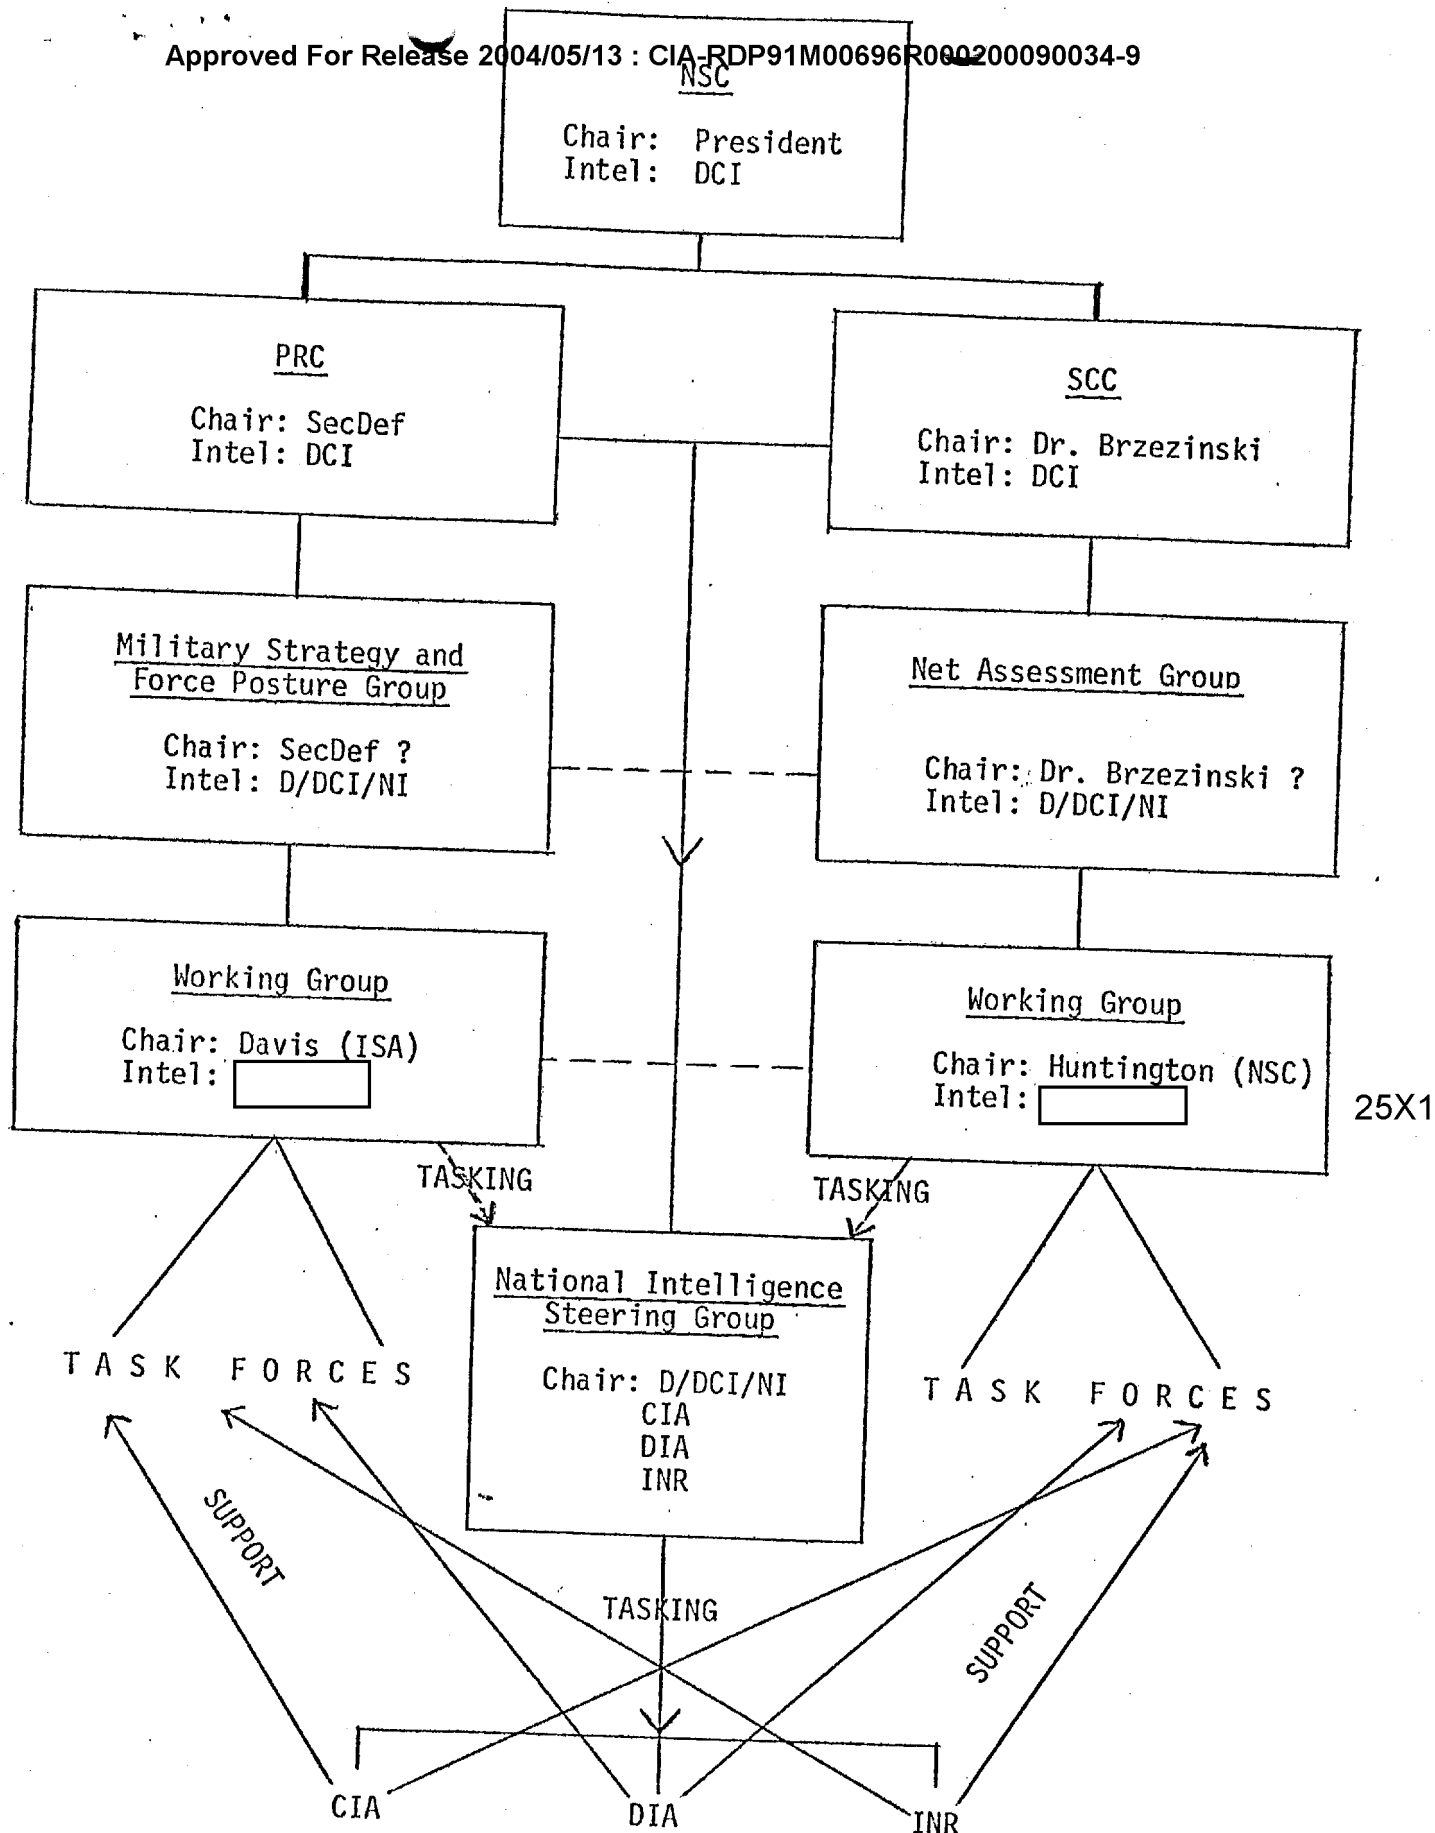 Approved For Release 2004/05/13 : CIA-RDP91M00696R000200090034-9
NSC
Chair: President
Intel: DCI
PRC
Chair: SecDef
Intel: DCI
SCC
Chair: Dr. Brzezinski
Intel: DCI
Military Strategy and
Force Posture Group
Chair: SecDef ?
Intel: D/DCI/NI
Net Assessment Group
Chair: Dr. Brzezinski ?
Intel: D/DCI/NI
Working Group
Chair: Davis (ISA)
Intel:
Working Group
Chair: Huntington (NSC)
Intel:
25X1
TASKING
TASKING
National Intelligence
Steering Group
Chair: D/DCI/NI
CIA
DIA
INR
TASK FORCES
TASK FORCES
SUPPORT
TASKING
SUPPORT
CIA
DIA
INR